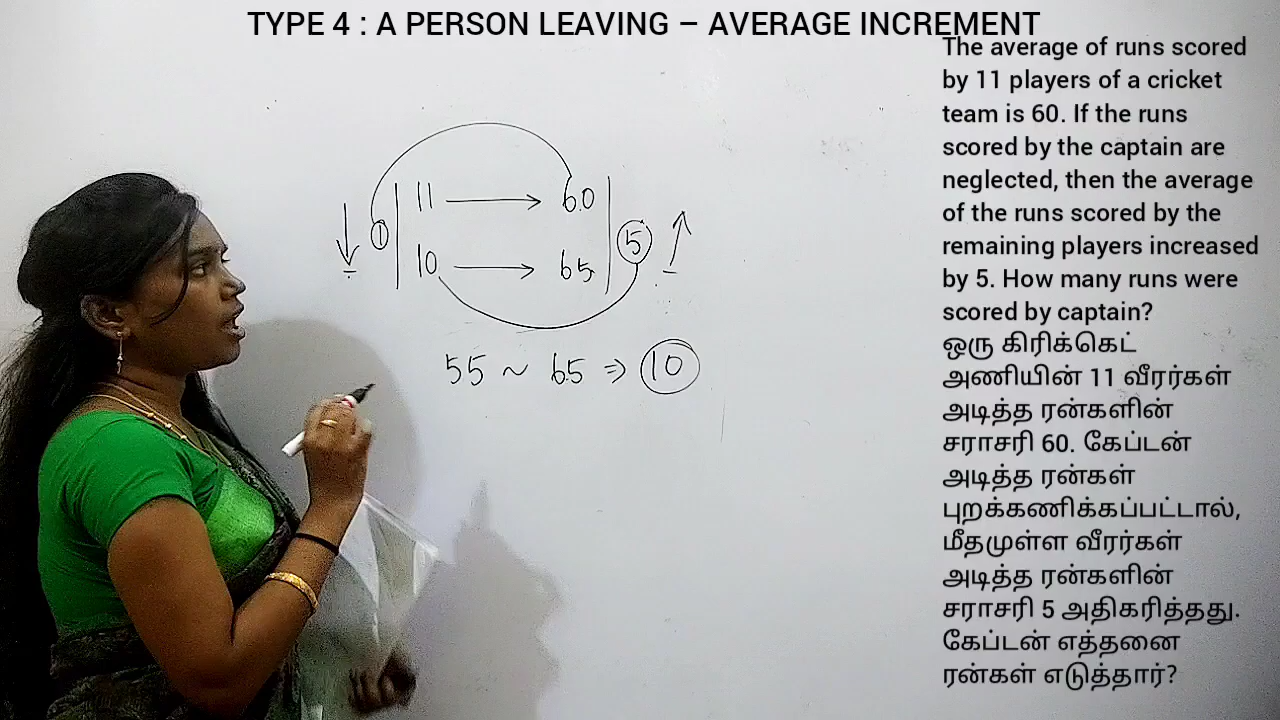 TYPE 4 : A PERSON LEAVING – AVERAGE INCREMENT
The average of runs scored
by 11 players of a cricket
team is 60. If the runs
scored by the captain are
neglected, then the average
of the runs scored by the
remaining players increased
by 5. How many runs were
scored by captain?
ஒரு கிரிக்கெட்
அணியின் 11 வீரர்கள்
அடித்த ரன்களின்
சராசரி 60. கேப்டன்
அடித்த ரன்கள்
புறக்கணிக்கப்பட்டால்,
மீதமுள்ள வீரர்கள்
அடித்த ரன்களின்
சராசரி 5 அதிகரித்தது.
கேப்டன் எத்தனை
ரன்கள் எடுத்தார்?
↓ 1 | 11 → 60 | 5 ↑
10 → 65
55 ~ 65 ⇒ 10